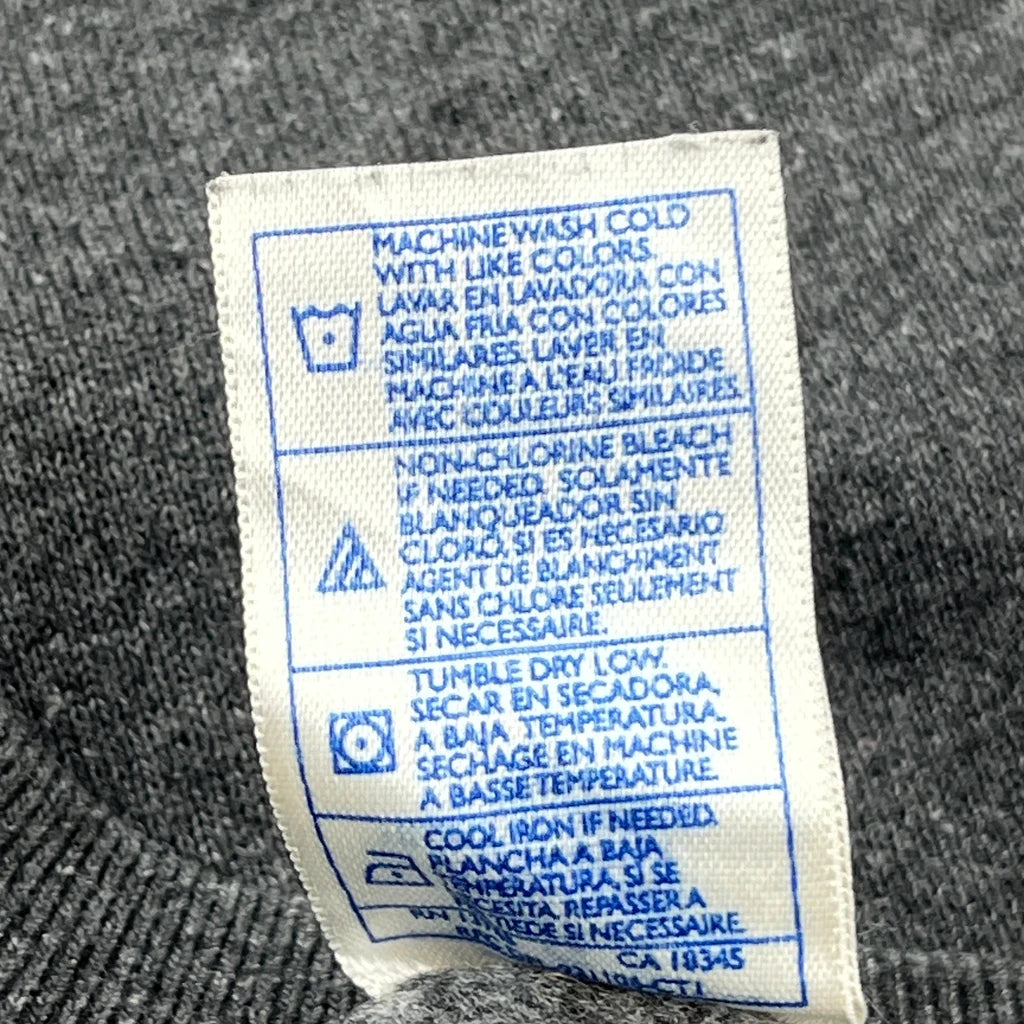 MACHINE WASH COLD
WITH LIKE COLORS.
LAVAR EN LAVADORA CON
AGUA FRIA CON COLORES
SIMILARES. LAVER EN
MACHINE A L'EAU FROIDE
AVEC COULEURS SIMILAIRES.
NON-CHLORINE BLEACH
IF NEEDED. SOLAMENTE
BLANQUEADOR SIN
CLORO, SI ES NECESARIO
AGENT DE BLANCHIMENT
SANS CHLORE SEULEMENT
SI NECESSAIRE.
TUMBLE DRY LOW.
SECAR EN SECADORA,
A BAJA TEMPERATURA.
SECHAGE EN MACHINE
A BASSE TEMPERATURE.
COOL IRON IF NEEDED.
PLANCHA A BAJA
TEMPERATURA, SI SE
NECESITA. REPASSER A
TIEDE SI NECESSAIRE.
RN
CA 18345